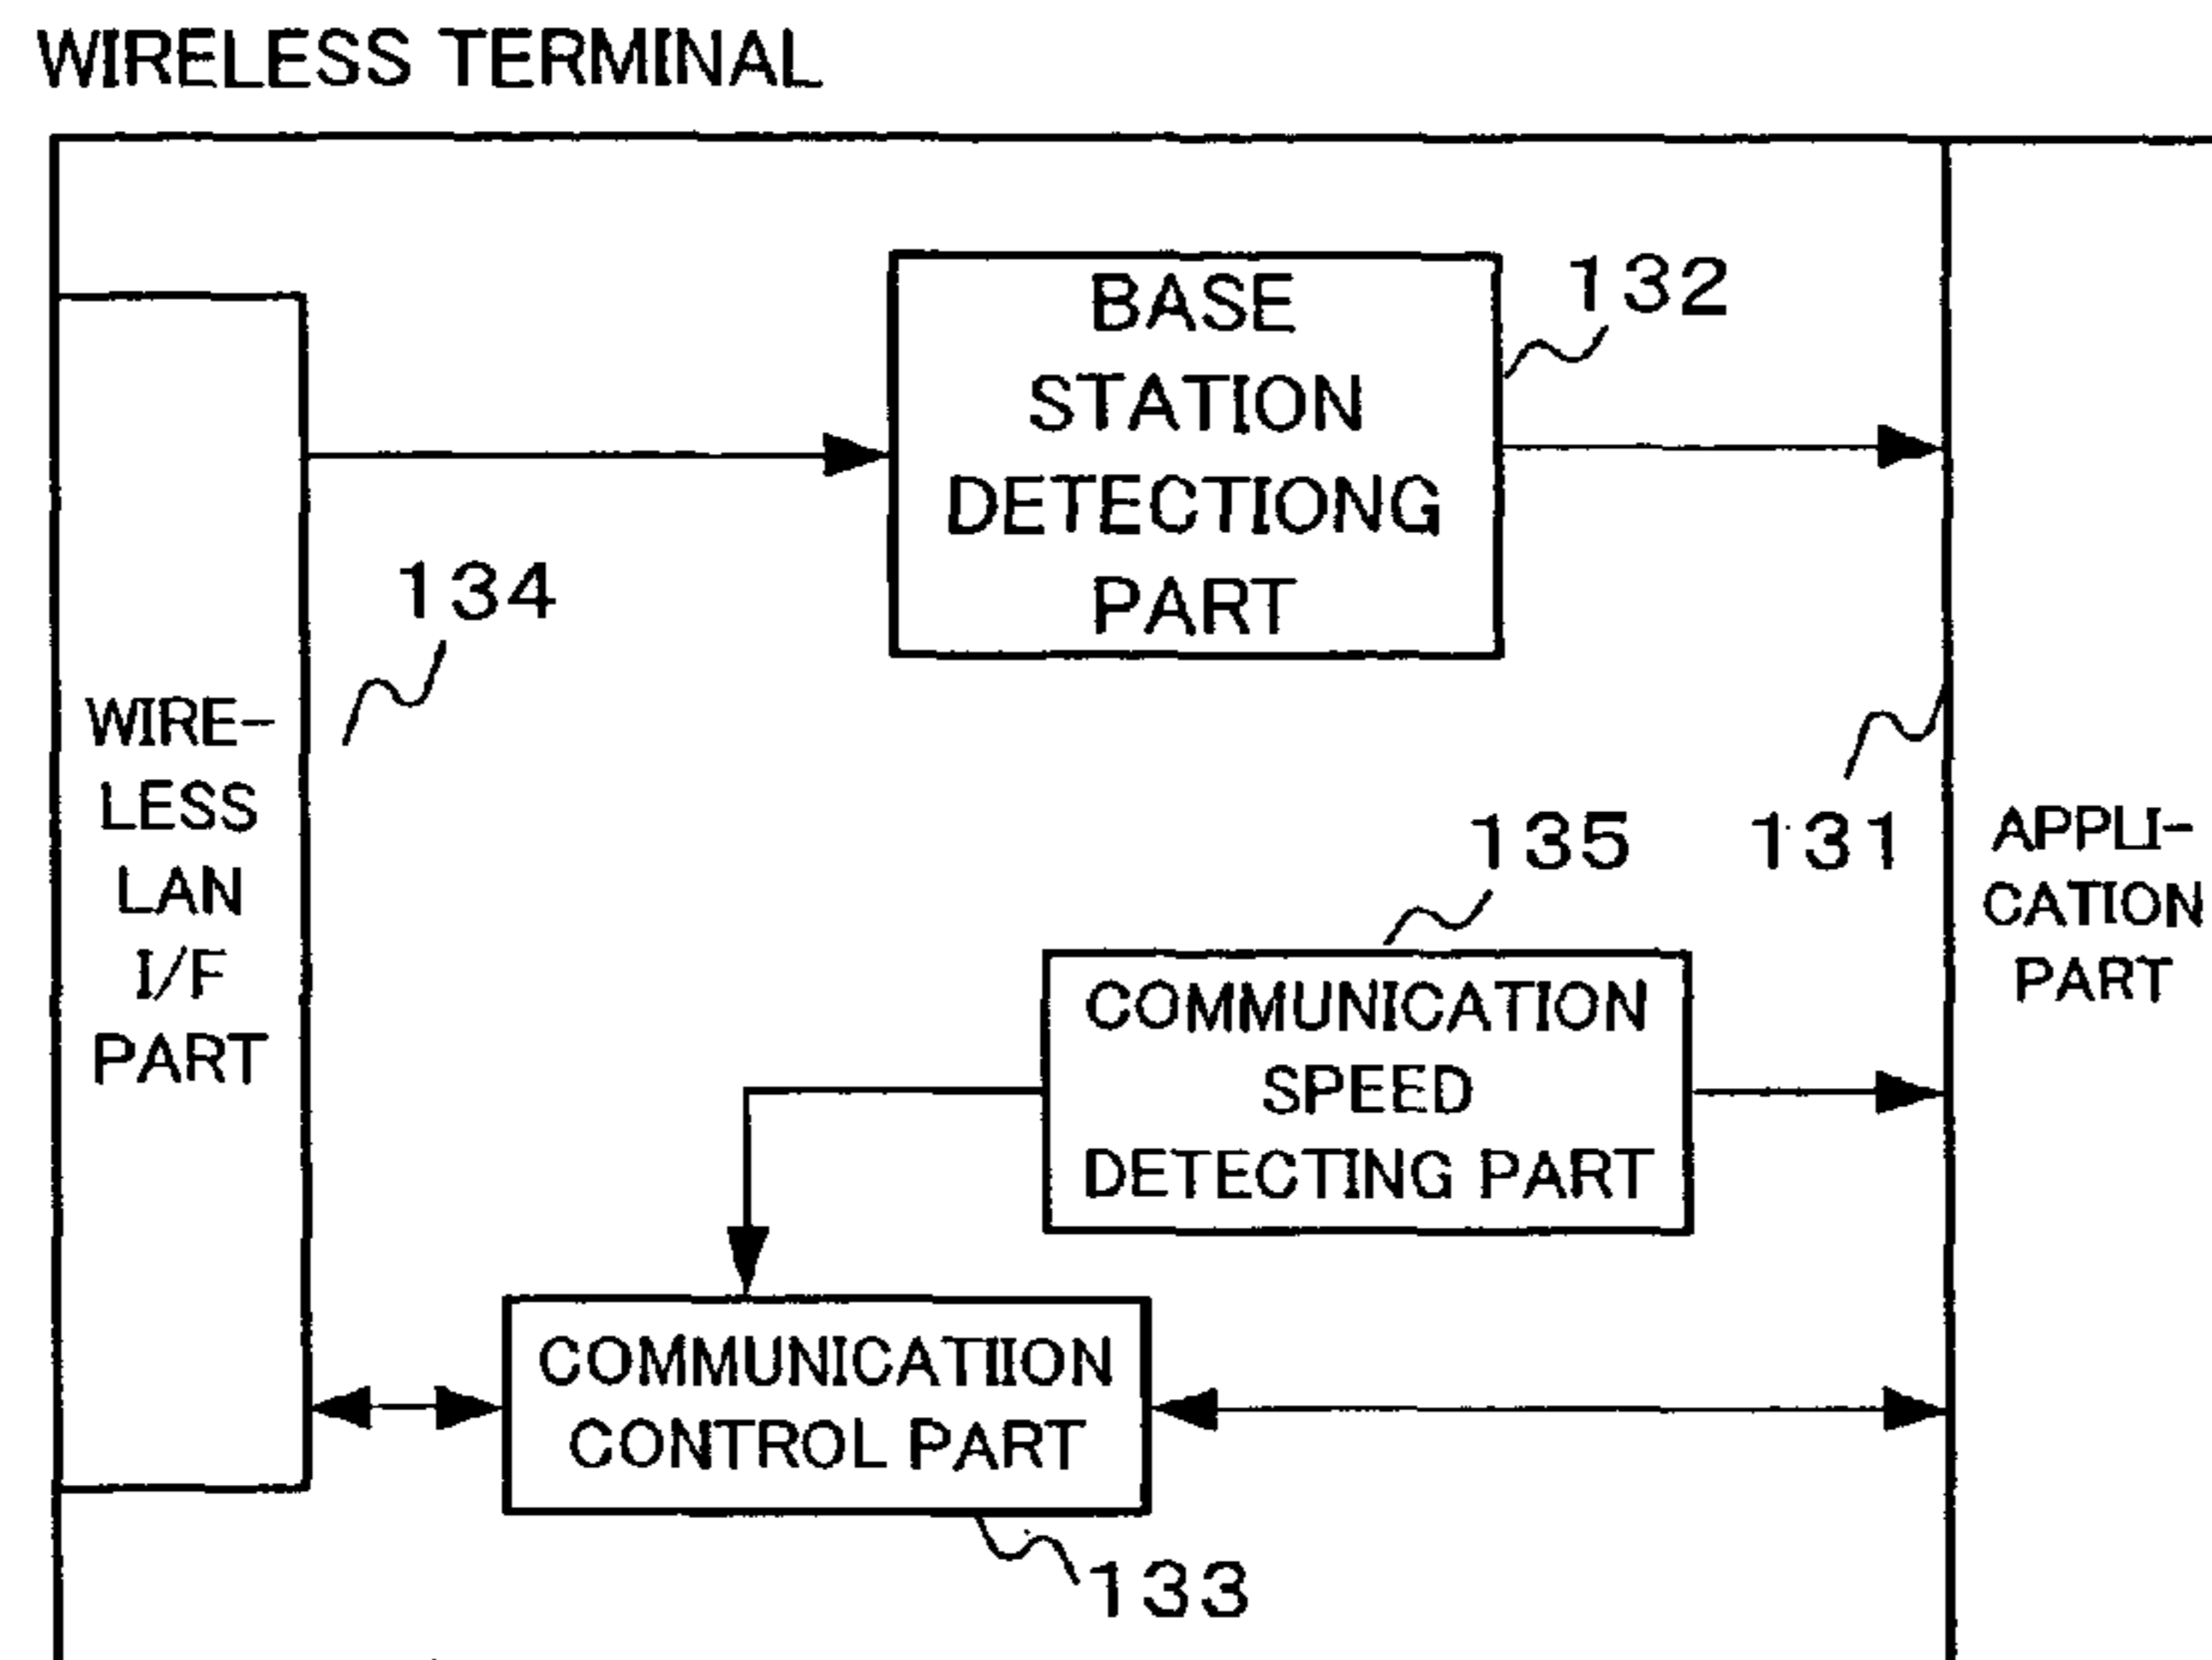 WIRELESS TERMINAL
BASE
STATION
DETECTIONG
PART
132
134
WIRE-
LESS
LAN
I/F
PART
131
APPLI-
CATION
PART
135
COMMUNICATION
SPEED
DETECTING PART
COMMUNICATIION
CONTROL PART
133